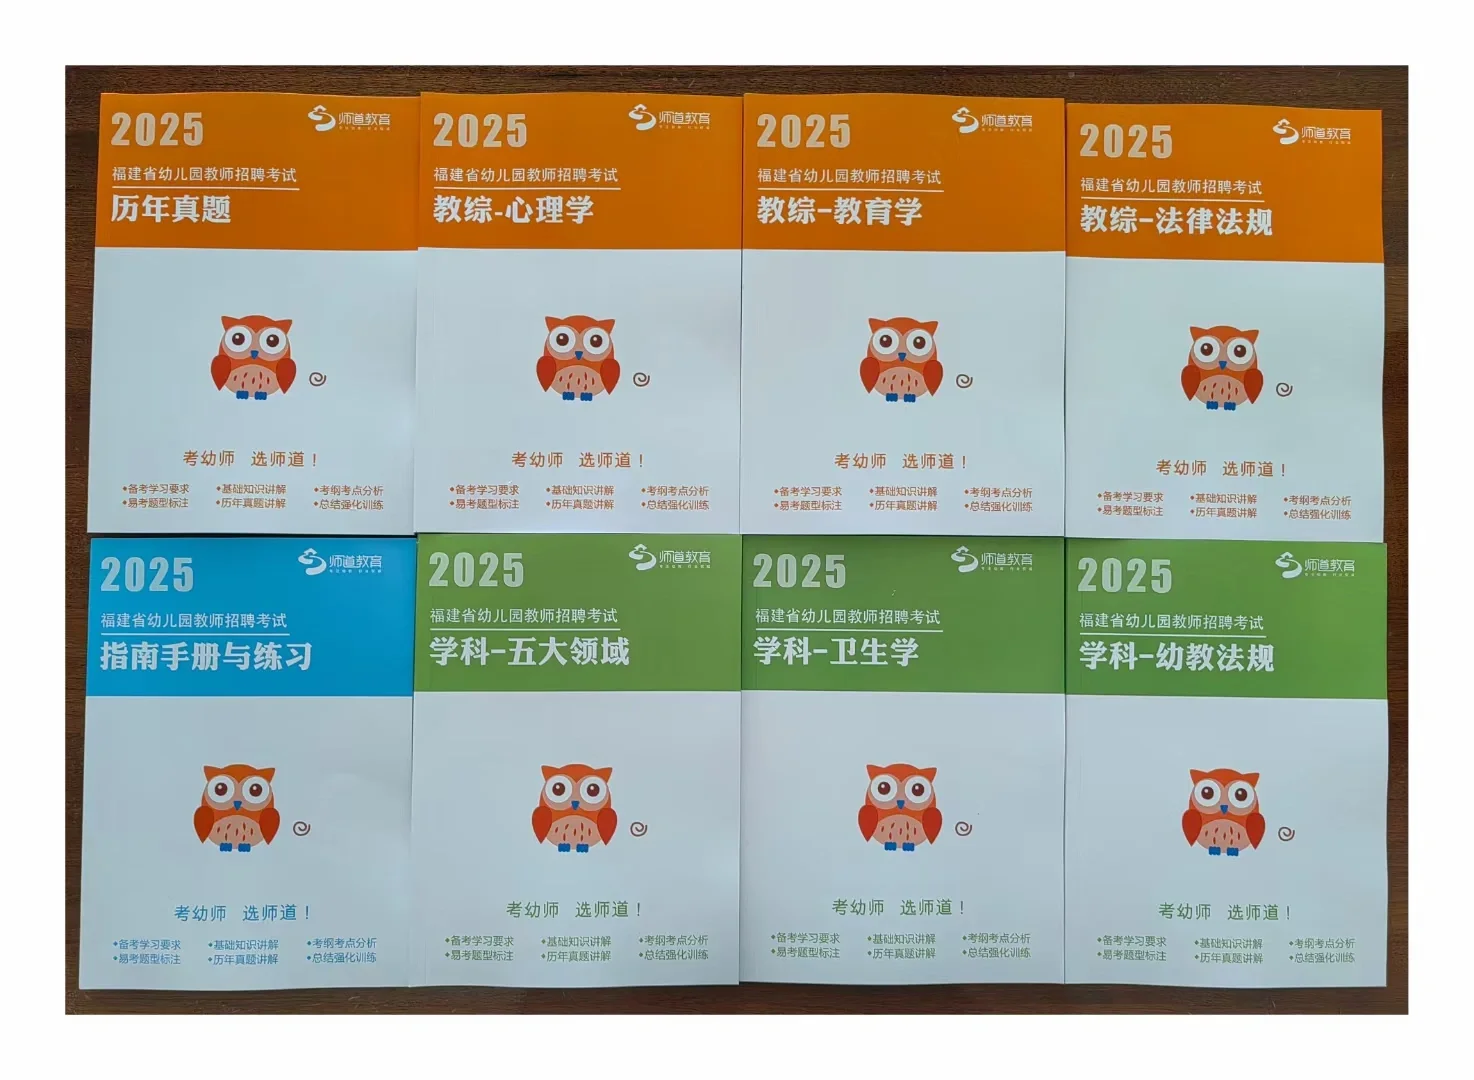 2025
师道教育
福建省幼儿园教师招聘考试
历年真题
考幼师 选师道！
•备考学习要求 •基础知识讲解 •考纲考点分析
•易考题型标注 •历年真题讲解 •总结强化训练
2025
师道教育
福建省幼儿园教师招聘考试
教综-心理学
考幼师 选师道！
•备考学习要求 •基础知识讲解 •考纲考点分析
•易考题型标注 •历年真题讲解 •总结强化训练
2025
师道教育
福建省幼儿园教师招聘考试
教综-教育学
考幼师 选师道！
•备考学习要求 •基础知识讲解 •考纲考点分析
•易考题型标注 •历年真题讲解 •总结强化训练
2025
师道教育
福建省幼儿园教师招聘考试
教综-法律法规
考幼师 选师道！
•备考学习要求 •基础知识讲解 •考纲考点分析
•易考题型标注 •历年真题讲解 •总结强化训练
2025
师道教育
福建省幼儿园教师招聘考试
指南手册与练习
考幼师 选师道！
•备考学习要求 •基础知识讲解 •考纲考点分析
•易考题型标注 •历年真题讲解 •总结强化训练
2025
师道教育
福建省幼儿园教师招聘考试
学科-五大领域
考幼师 选师道！
•备考学习要求 •基础知识讲解 •考纲考点分析
•易考题型标注 •历年真题讲解 •总结强化训练
2025
师道教育
福建省幼儿园教师招聘考试
学科-卫生学
考幼师 选师道！
•备考学习要求 •基础知识讲解 •考纲考点分析
•易考题型标注 •历年真题讲解 •总结强化训练
2025
师道教育
福建省幼儿园教师招聘考试
学科-幼教法规
考幼师 选师道！
•备考学习要求 •基础知识讲解 •考纲考点分析
•易考题型标注 •历年真题讲解 •总结强化训练